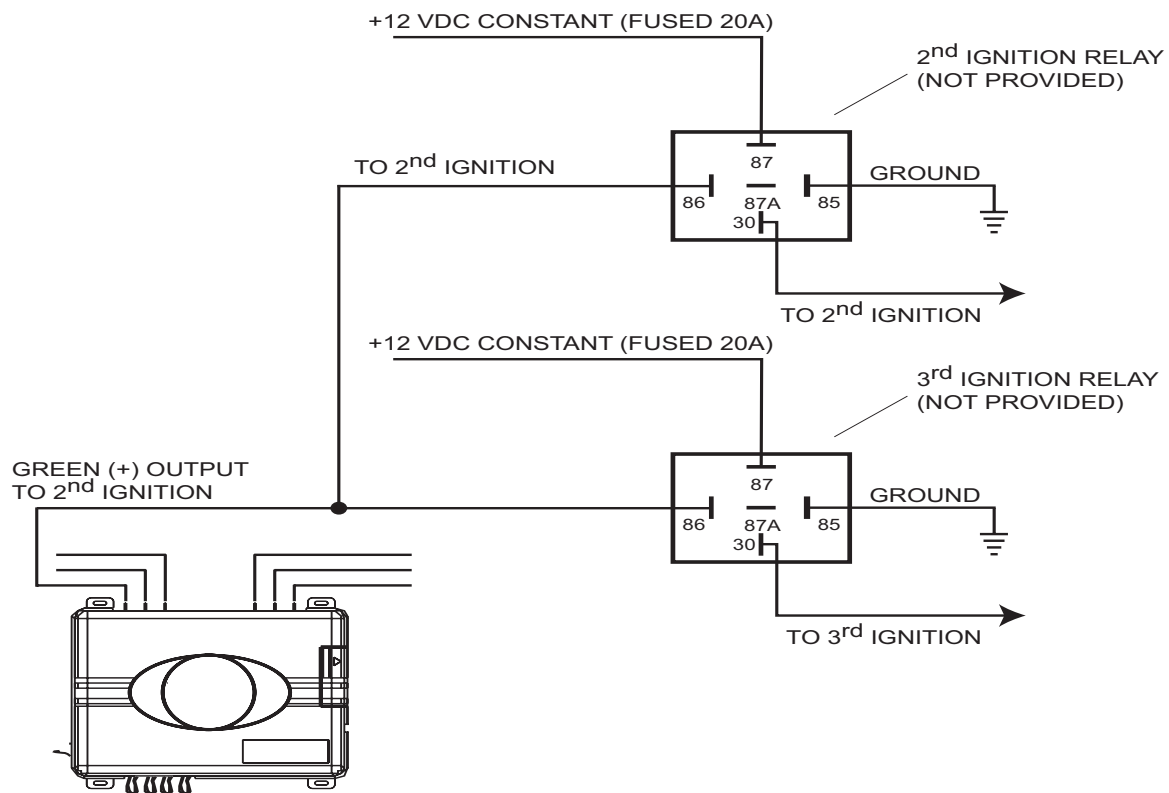 +12 VDC CONSTANT (FUSED 20A)
2nd IGNITION RELAY
(NOT PROVIDED)
TO 2nd IGNITION
87
GROUND
86
87A
85
30
TO 2nd IGNITION
+12 VDC CONSTANT (FUSED 20A)
3rd IGNITION RELAY
(NOT PROVIDED)
GREEN (+) OUTPUT
TO 2nd IGNITION
87
GROUND
86
87A
85
30
TO 3rd IGNITION